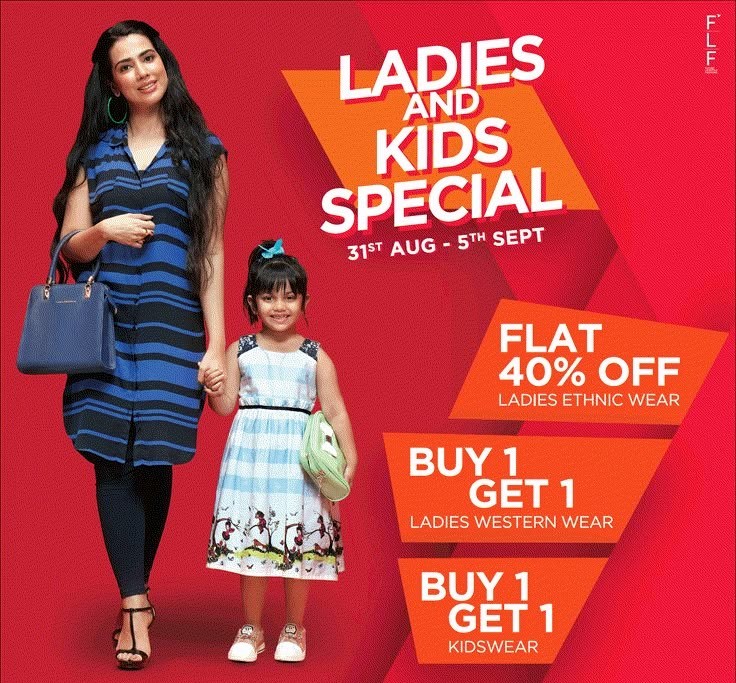 F
L
F
LADIES
AND
KIDS
SPECIAL
31ST AUG - 5TH SEPT
FLAT
40% OFF
LADIES ETHNIC WEAR
BUY 1
GET 1
LADIES WESTERN WEAR
BUY 1
GET 1
KIDSWEAR